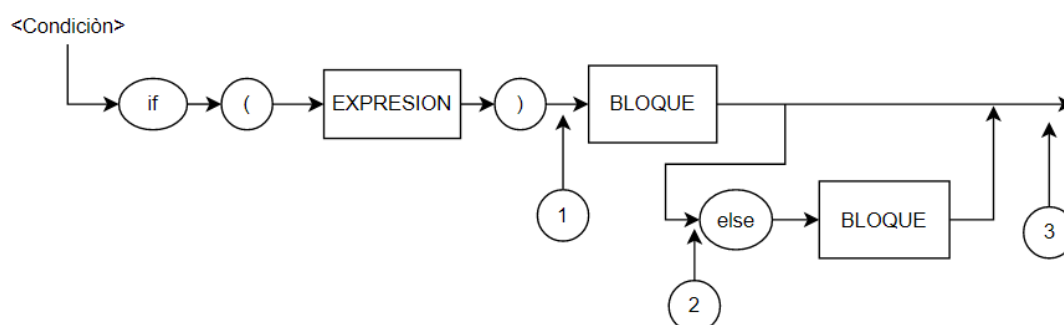 <Condiciòn>
if
(
EXPRESION
)
BLOQUE
1
else
BLOQUE
2
3